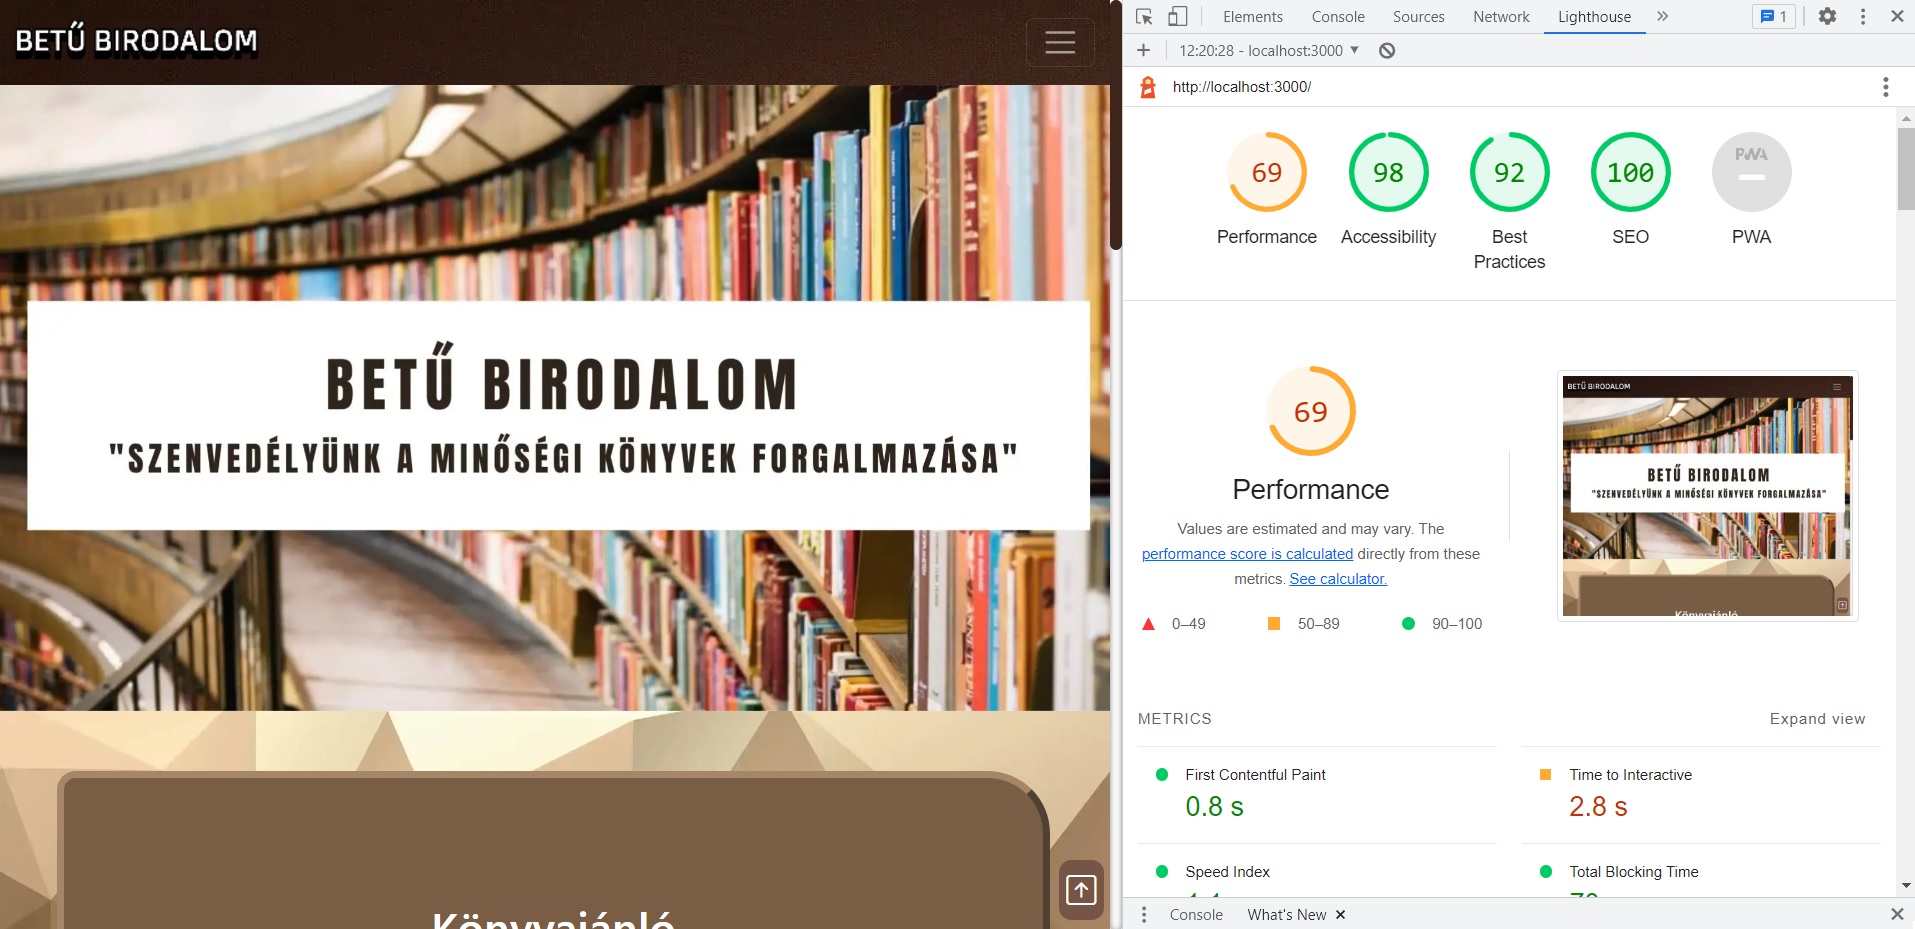 BETŰ BIRODALOM
BETŰ BIRODALOM
"SZENVEDÉLYÜNK A MINŐSÉGI KÖNYVEK FORGALMAZÁSA"
Könyvajánló
Elements Console Sources Network Lighthouse 1
12:20:28 - localhost:3000
http://localhost:3000/
69 98 92 100 PWA
Performance Accessibility Best Practices SEO PWA
69
Performance
Values are estimated and may vary. The
performance score is calculated directly from these
metrics. See calculator.
0–49 50–89 90–100
BETŰ BIRODALOM
BETŰ BIRODALOM
"SZENVEDÉLYÜNK A MINŐSÉGI KÖNYVEK FORGALMAZÁSA"
Könyvajánló
METRICS Expand view
First Contentful Paint Time to Interactive
0.8 s 2.8 s
Speed Index Total Blocking Time
Console What's New